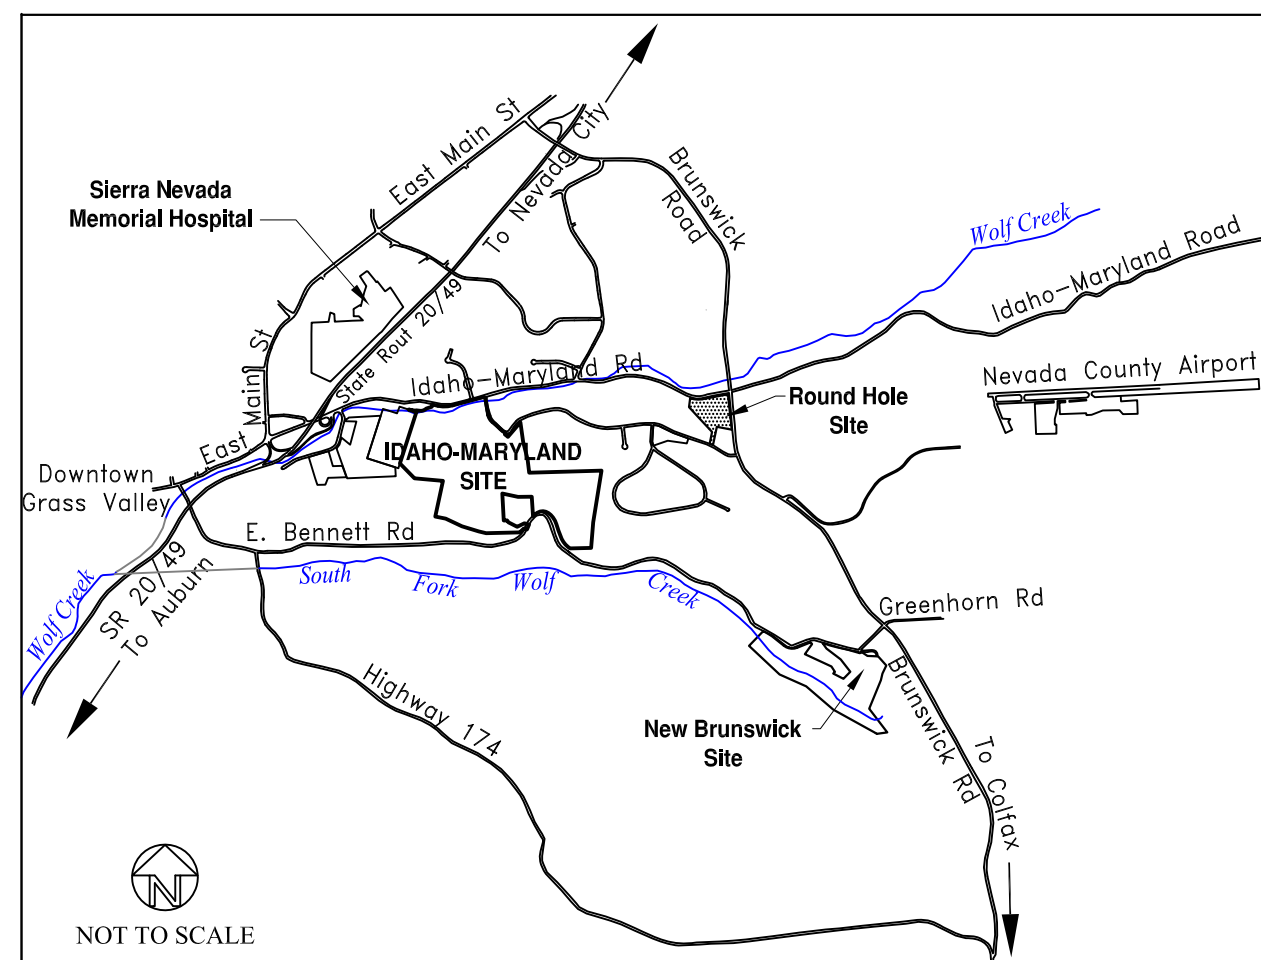 East Main St
To Nevada City
Brunswick
Road
Sierra Nevada
Memorial Hospital
Wolf Creek
Idaho-Maryland Road
State Rout 20/49
East Main St
Idaho-Maryland Rd
Nevada County Airport
Round Hole
Site
IDAHO-MARYLAND
SITE
Downtown
Grass Valley
E. Bennett Rd
South Fork Wolf Creek
Wolf Creek
SR 20/49
To Auburn
Greenhorn Rd
Highway 174
New Brunswick
Site
Brunswick Rd
To Colfax
N
NOT TO SCALE